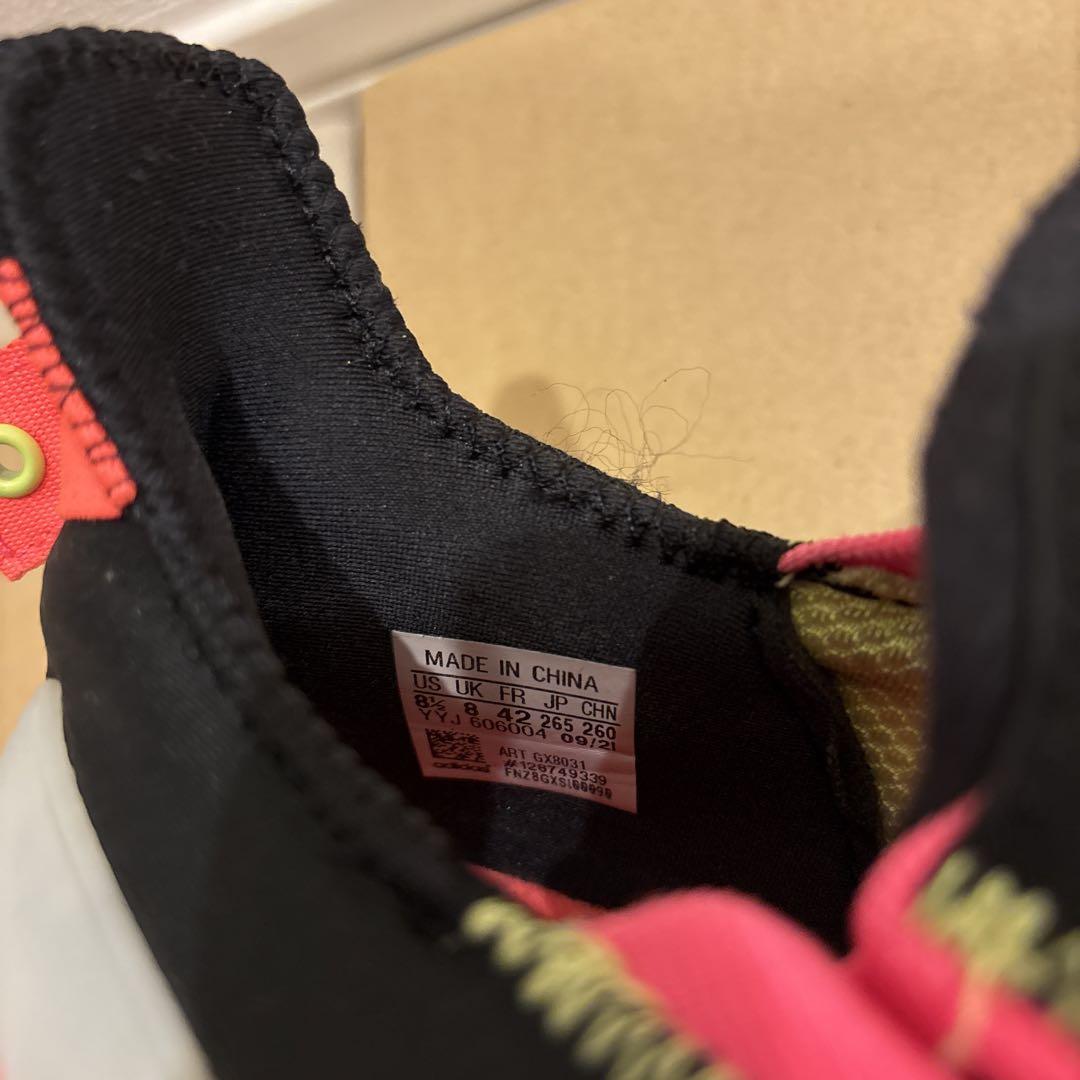 MADE IN CHINA
US UK FR JP CHN
8½ 8 42 265 260
YYJ 606004 09/21
ART GX8031
#120749339
adidas